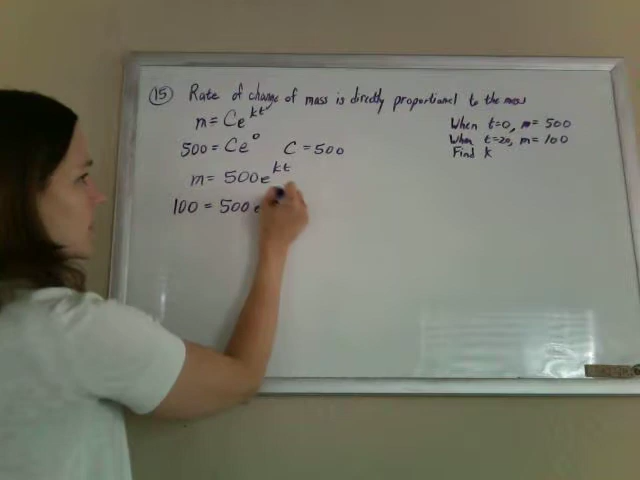 15 Rate of change of mass is directly proportional to the mass
m = Ce^kt
500 = Ce^0 C = 500
m = 500e^kt
100 = 500e
When t=0, m= 500
When t=20, m= 100
Find k